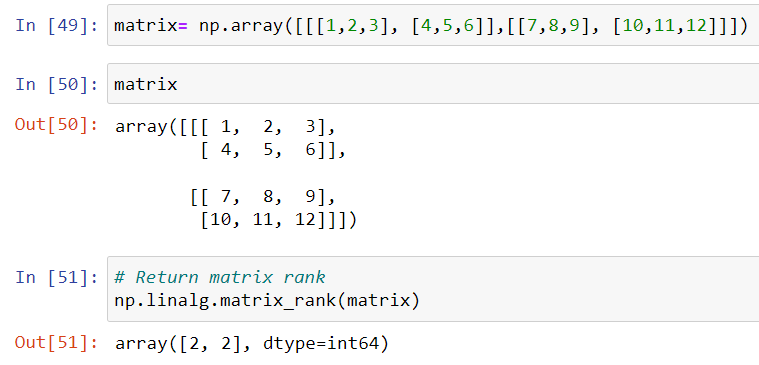 In [49]: matrix= np.array([[[1,2,3], [4,5,6]],[[7,8,9], [10,11,12]]])
In [50]: matrix
Out[50]: array([[[ 1,  2,  3],
        [ 4,  5,  6]],
       [[ 7,  8,  9],
        [10, 11, 12]]])
In [51]: # Return matrix rank
np.linalg.matrix_rank(matrix)
Out[51]: array([2, 2], dtype=int64)